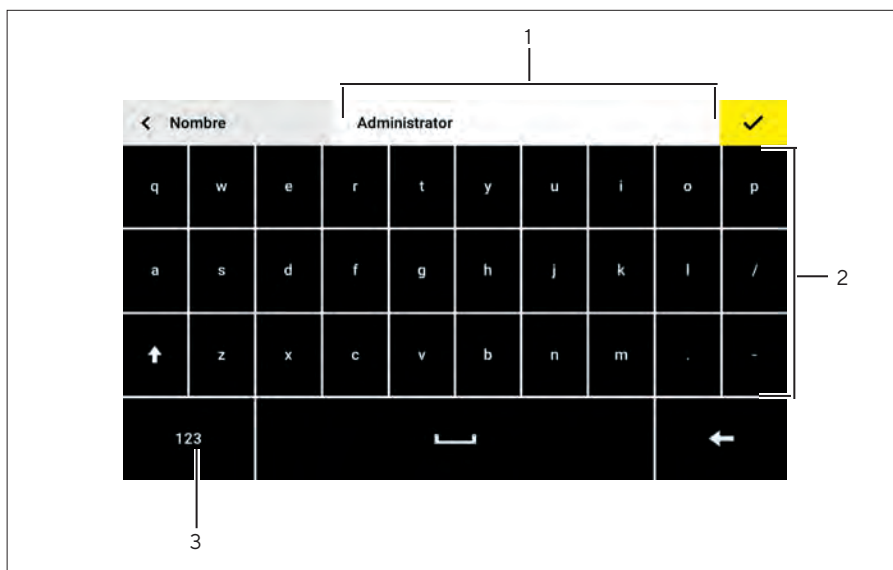 1
Nombre Administrator
q w e r t y u i o p
a s d f g h j k l /
2
z x c v b n m . -
123
3